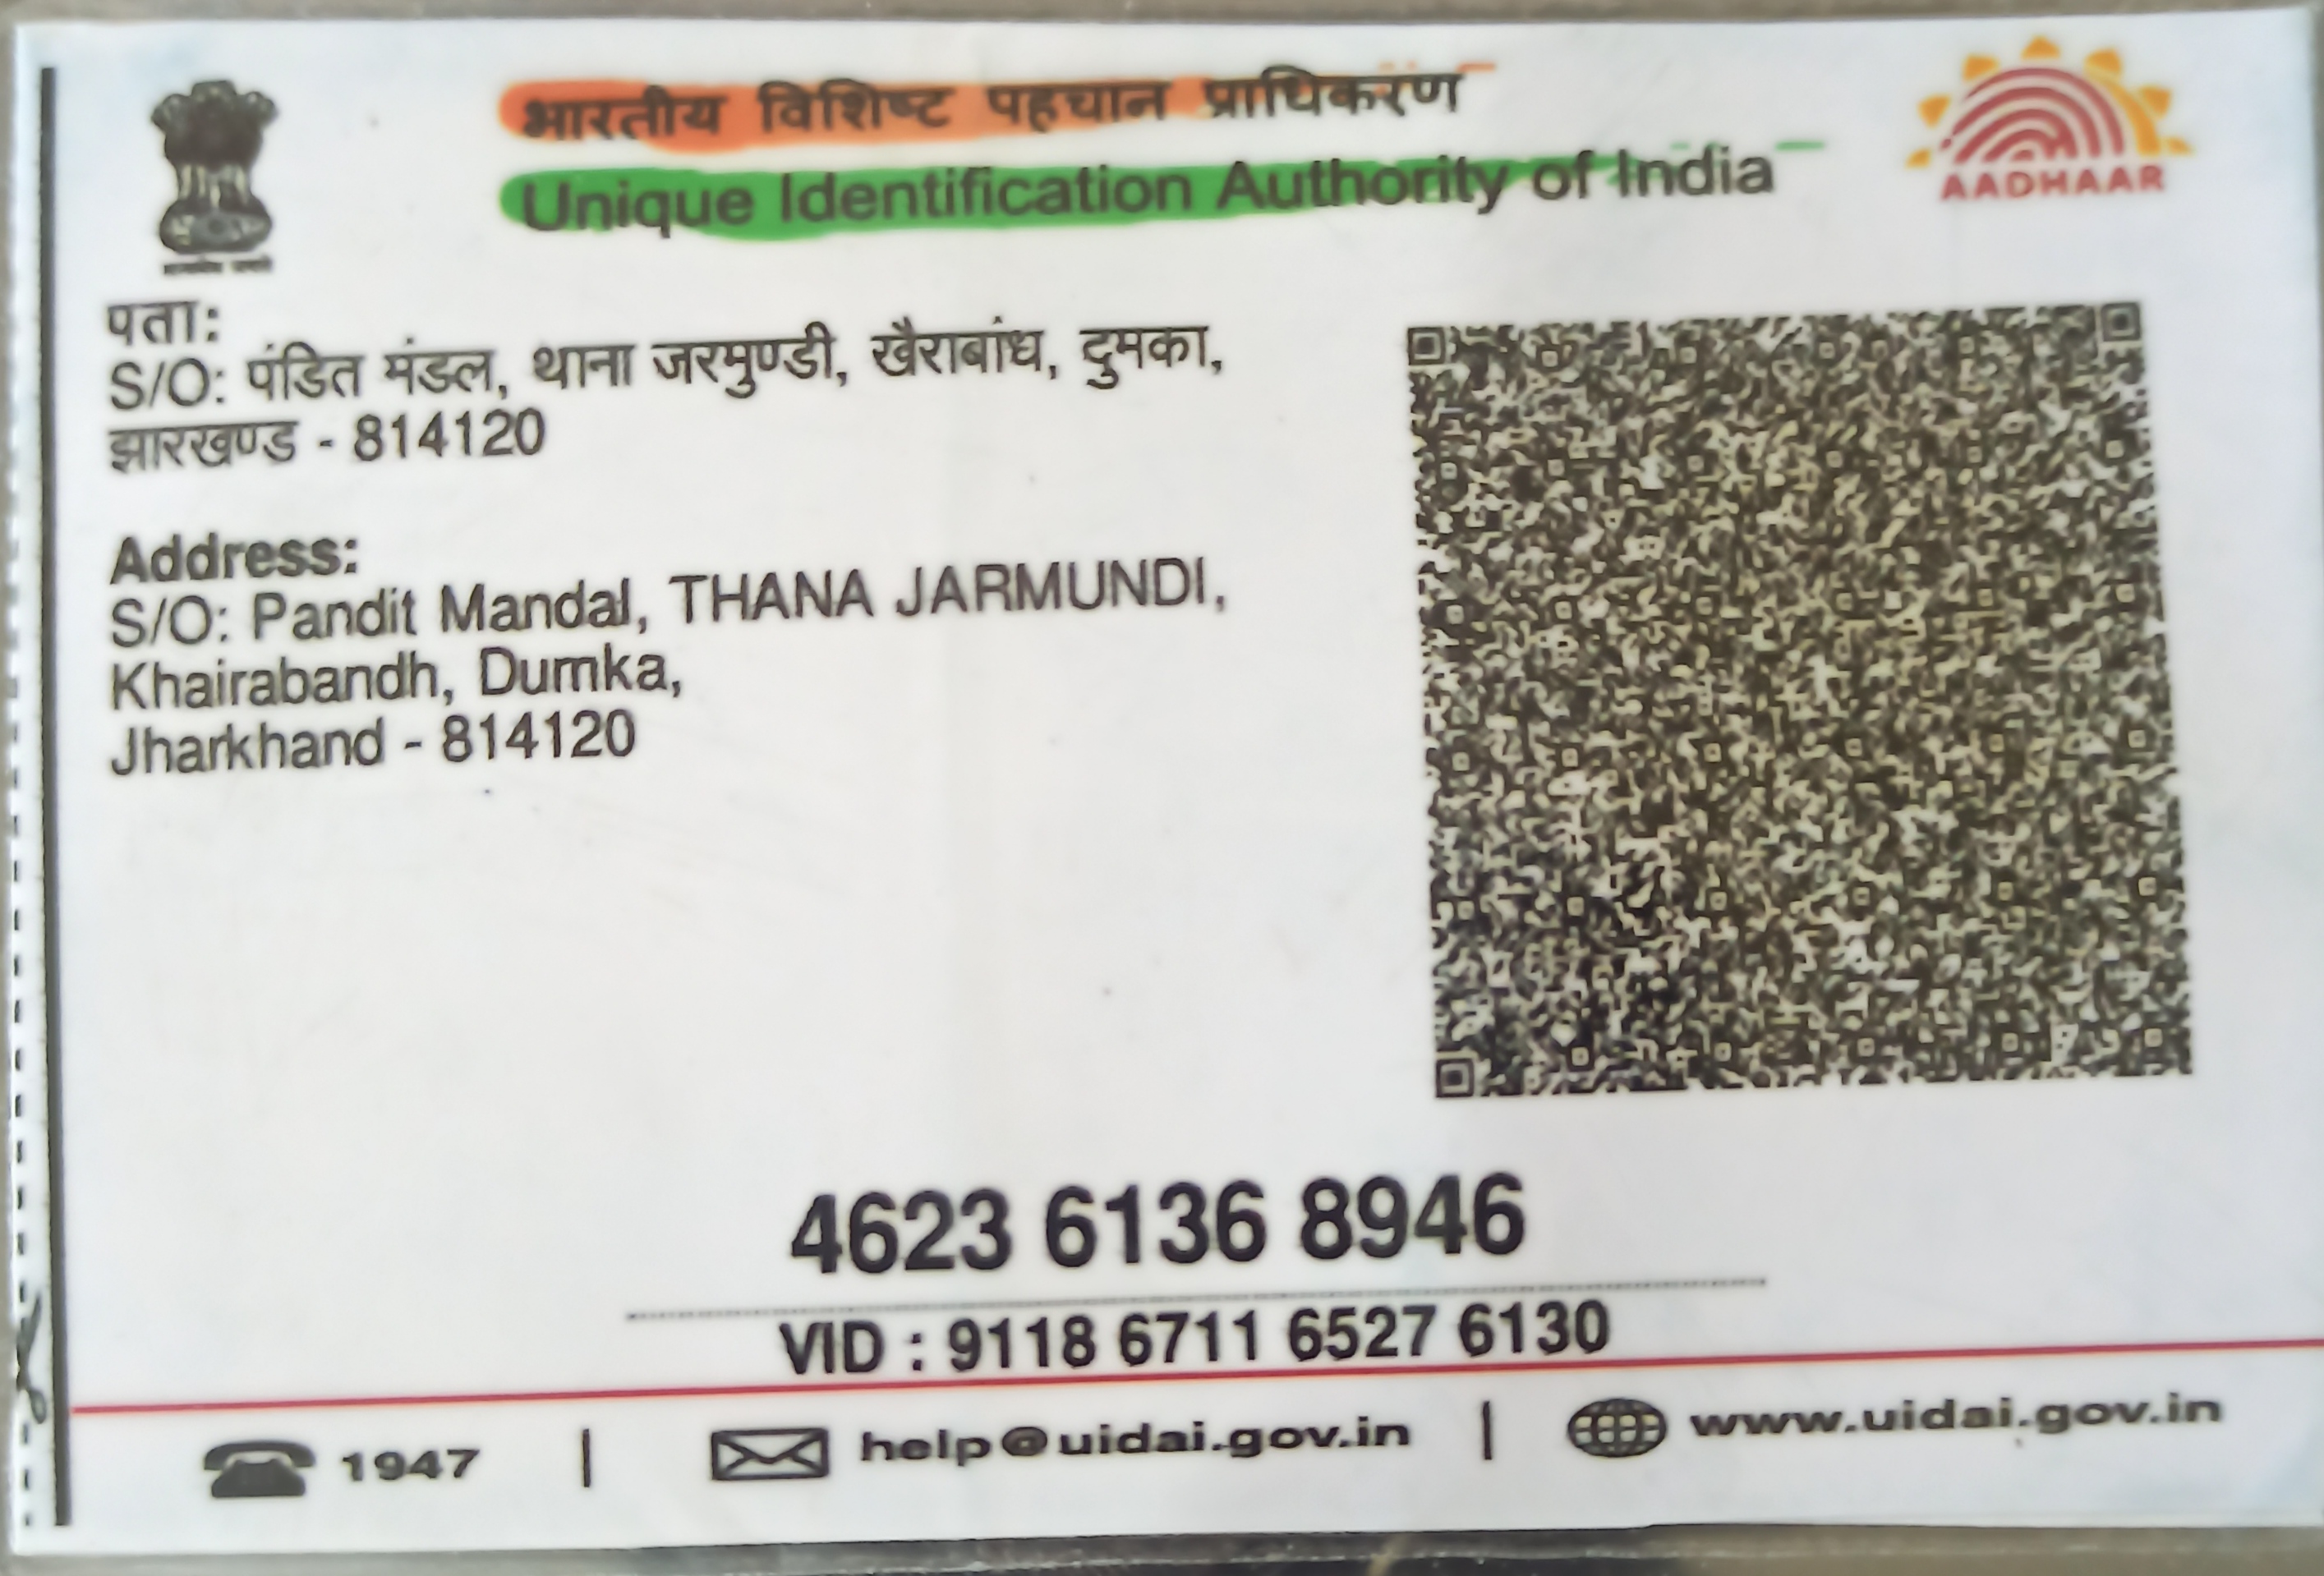 भारतीय विशिष्ट पहचान प्राधिकरण
Unique Identification Authority of India
AADHAAR
पता:
S/O: पंडित मंडल, थाना जरमुण्डी, खैराबांध, दुमका,
झारखण्ड - 814120
Address:
S/O: Pandit Mandal, THANA JARMUNDI,
Khairabandh, Dumka,
Jharkhand - 814120
4623 6136 8946
VID : 9118 6711 6527 6130
1947 | help@uidai.gov.in | www.uidai.gov.in